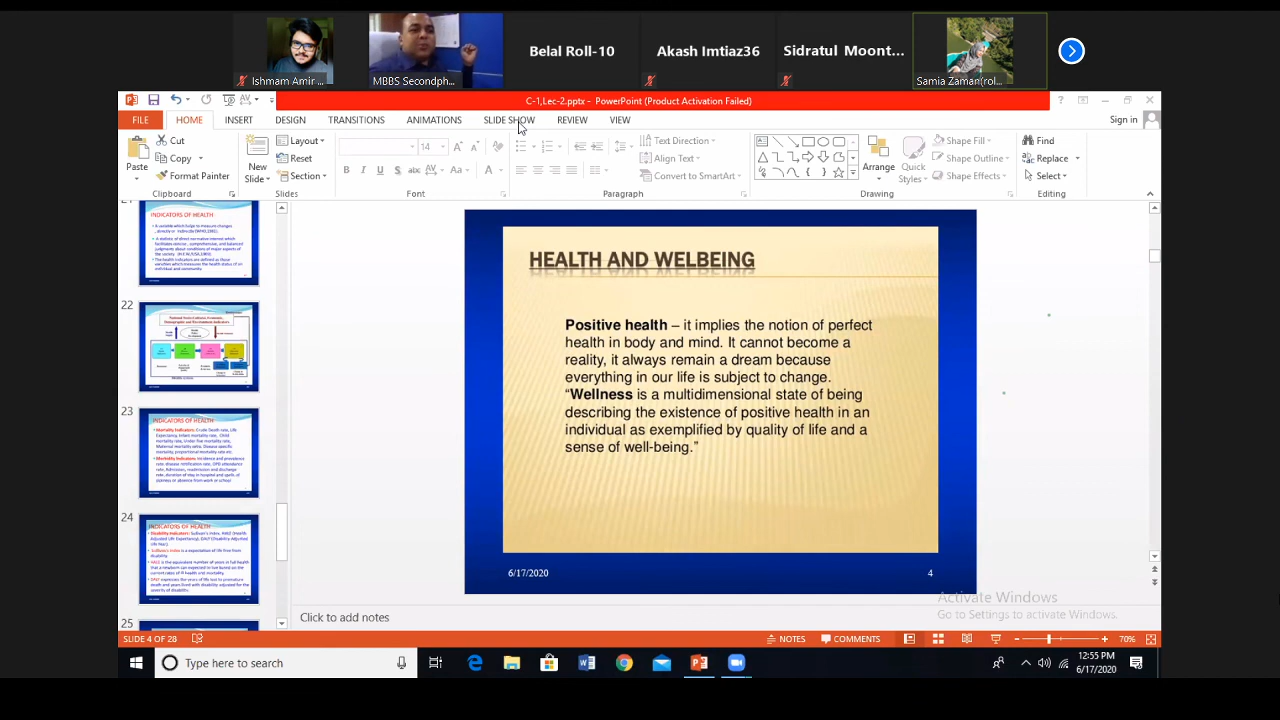 Ishmam Amir ...
MBBS Secondph...
Belal Roll-10
Akash Imtiaz36
Sidratul Moont...
Samia Zaman(rol...
C-1,Lec-2.pptx - PowerPoint (Product Activation Failed)
FILE
HOME
INSERT
DESIGN
TRANSITIONS
ANIMATIONS
SLIDE SHOW
REVIEW
VIEW
Sign in
Paste
Cut
Copy
Format Painter
Clipboard
New
Slide
Layout
Reset
Section
Slides
14
Font
Text Direction
Align Text
Convert to SmartArt
Paragraph
Arrange
Quick
Styles
Shape Fill
Shape Outline
Shape Effects
Drawing
Find
Replace
Select
Editing
INDICATORS OF HEALTH
22
23
INDICATORS OF HEALTH
24
INDICATORS OF HEALTH
25
HEALTH AND WELBEING
Positive health – it implies the notion of perfect
health in body and mind. It cannot become a
reality, it always remain a dream because
everything in our life is subject to change.
“Wellness is a multidimensional state of being
describing the existence of positive health in an
individual as exemplified by quality of life and a
sense of well-being.”
6/17/2020
4
Activate Windows
Go to Settings to activate Windows.
Click to add notes
SLIDE 4 OF 28
NOTES
COMMENTS
70%
Type here to search
12:55 PM
6/17/2020